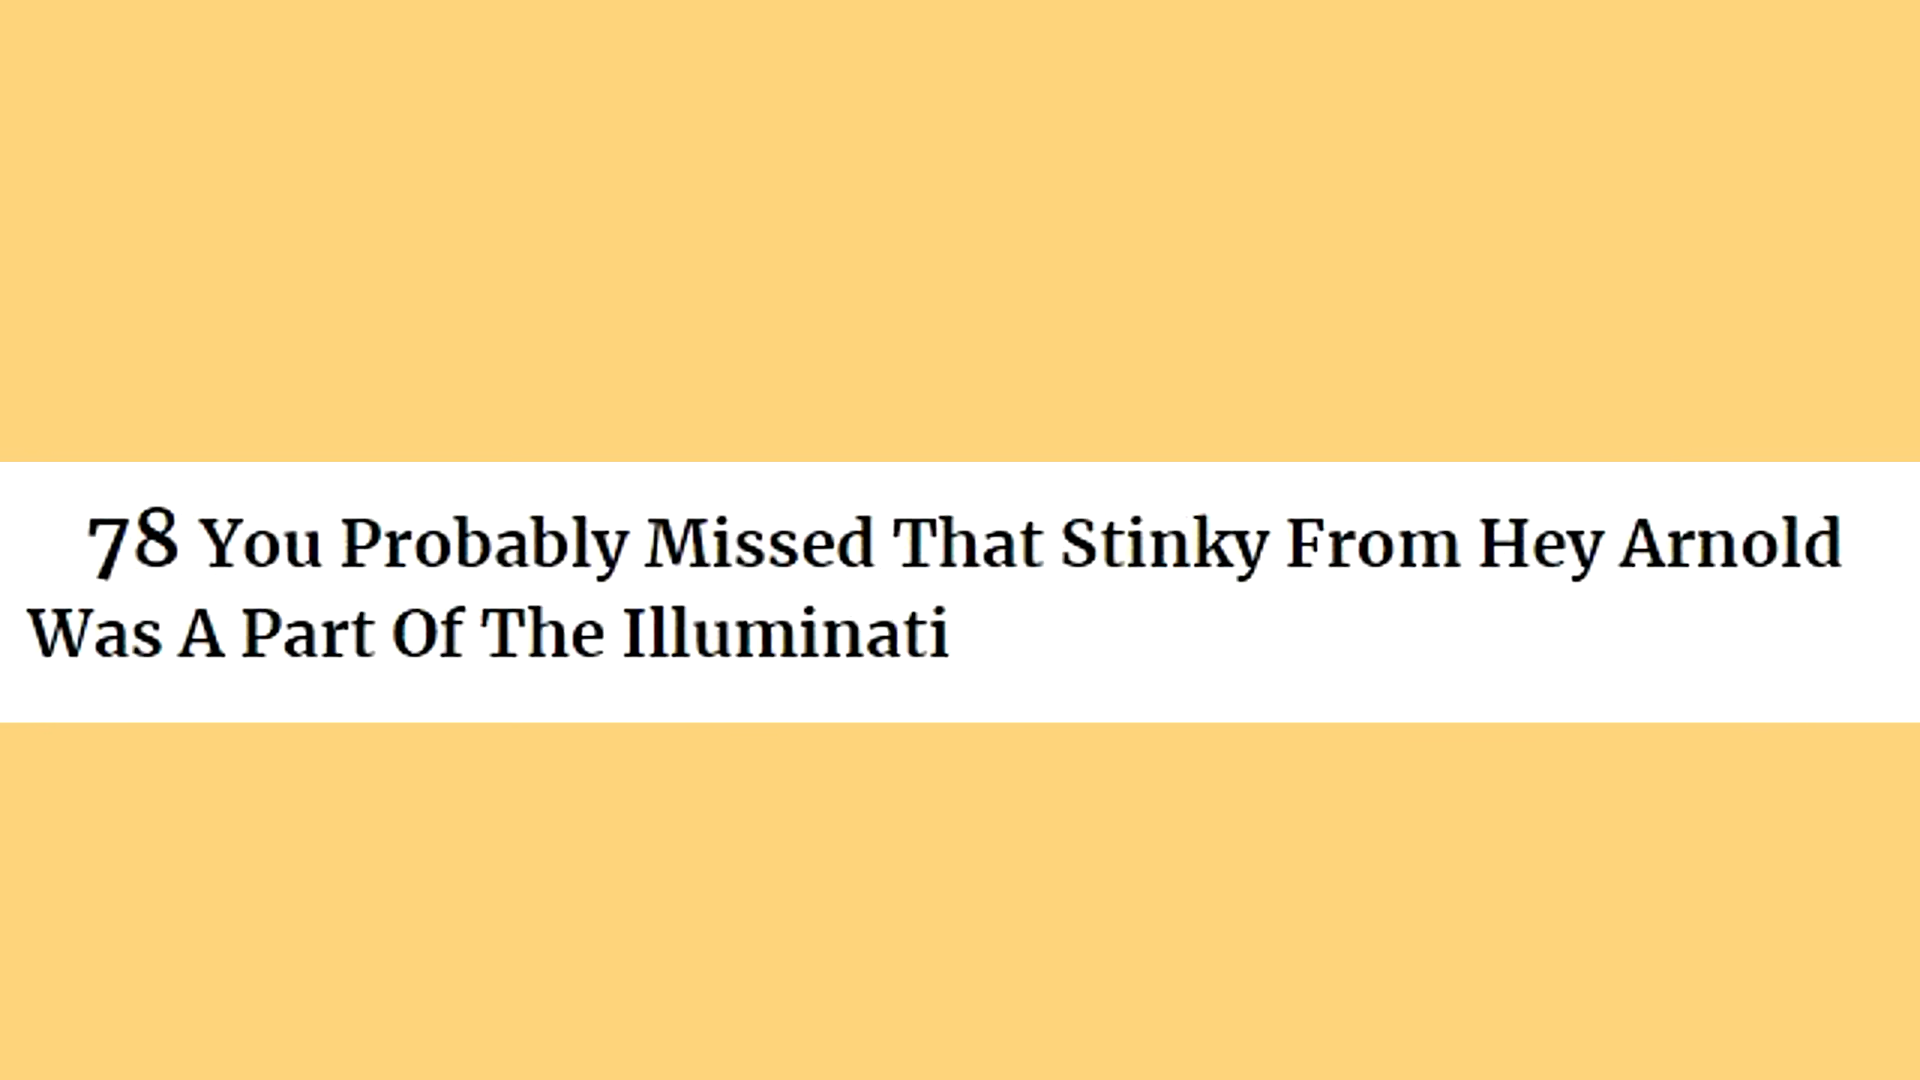 78 You Probably Missed That Stinky From Hey Arnold
Was A Part Of The Illuminati